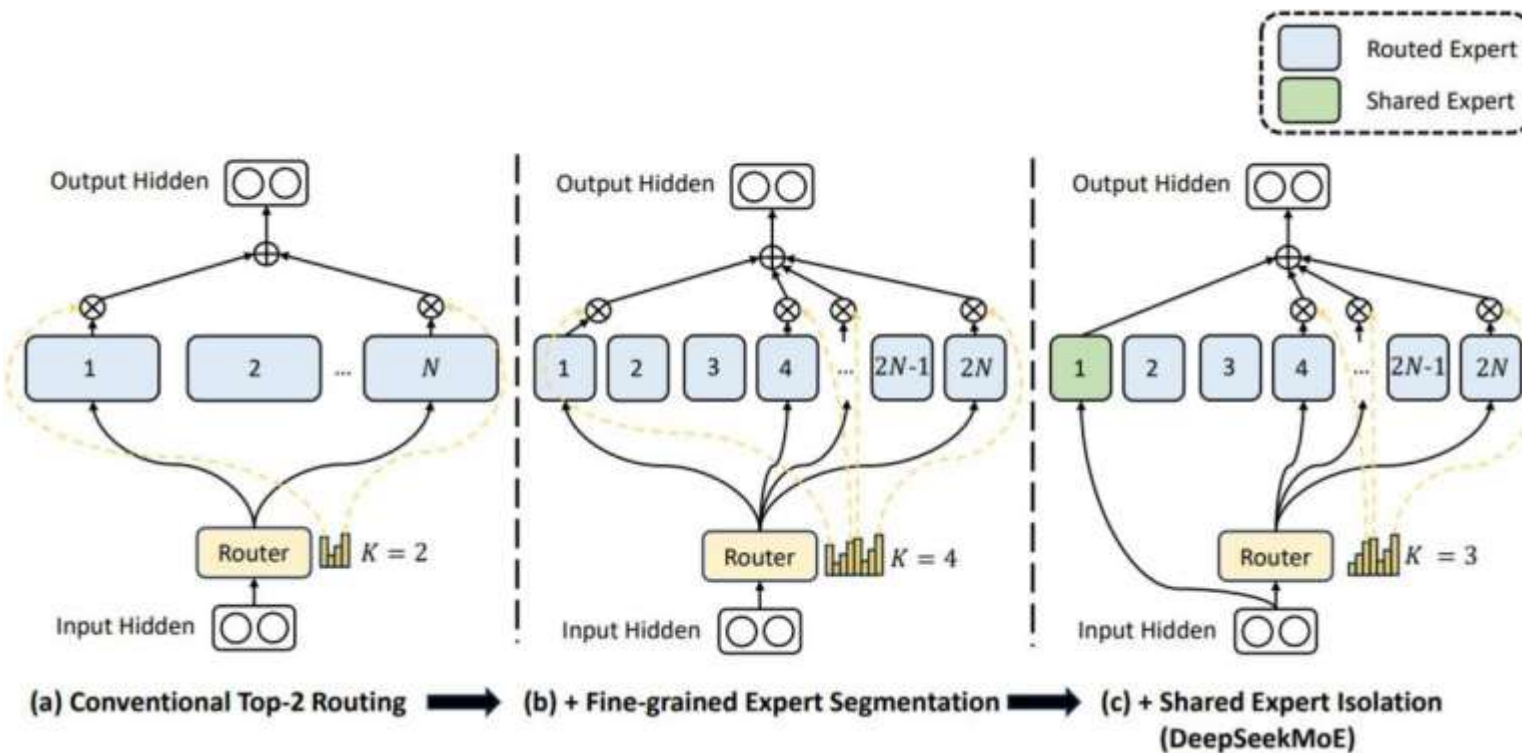 Routed Expert
Shared Expert
Output Hidden
Output Hidden
Output Hidden
1 2 ... N
1 2 3 4 ... 2N-1 2N
1 2 3 4 ... 2N-1 2N
Router K = 2
Router K = 4
Router K = 3
Input Hidden
Input Hidden
Input Hidden
(a) Conventional Top-2 Routing
(b) + Fine-grained Expert Segmentation
(c) + Shared Expert Isolation
(DeepSeekMoE)